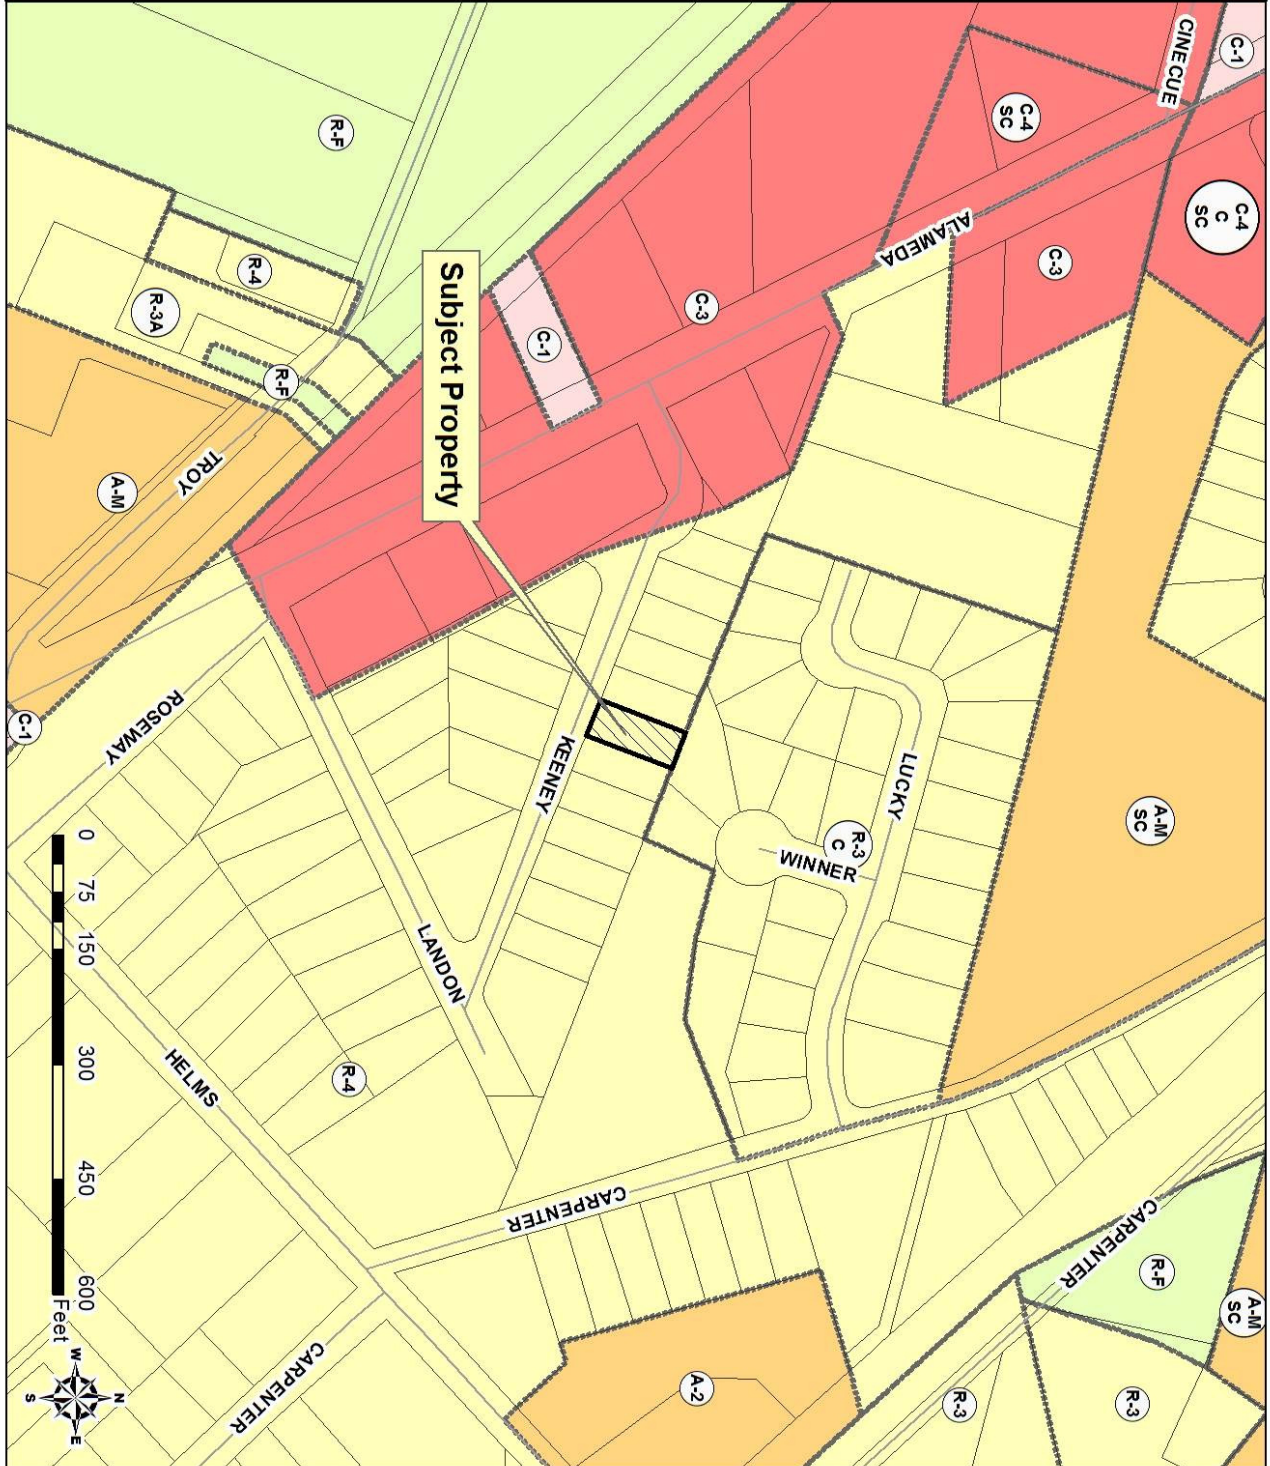 CINECUE
C-1
C-4
SC
C-4
C
SC
C-3
ALAMEDA
R-F
C-3
C-1
R-4
R-3A
R-F
Subject Property
A-M
TROY
C-1
ROSEWAY
KEENEY
LUCKY
A-M
SC
R-3
C
WINNER
LANDON
R-4
HELMS
CARPENTER
CARPENTER
R-F
A-M
SC
A-2
R-3
R-3
CARPENTER
0 75 150 300 450 600
Feet
N
W
E
S